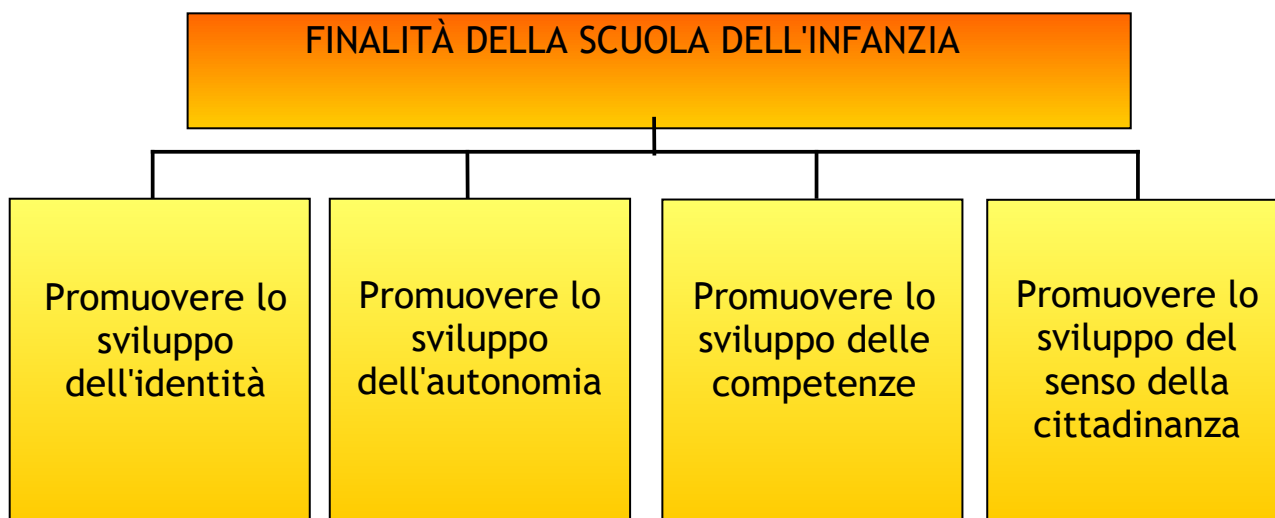 FINALITÀ DELLA SCUOLA DELL'INFANZIA
Promuovere lo
sviluppo
dell'identità
Promuovere lo
sviluppo
dell'autonomia
Promuovere lo
sviluppo delle
competenze
Promuovere lo
sviluppo del
senso della
cittadinanza